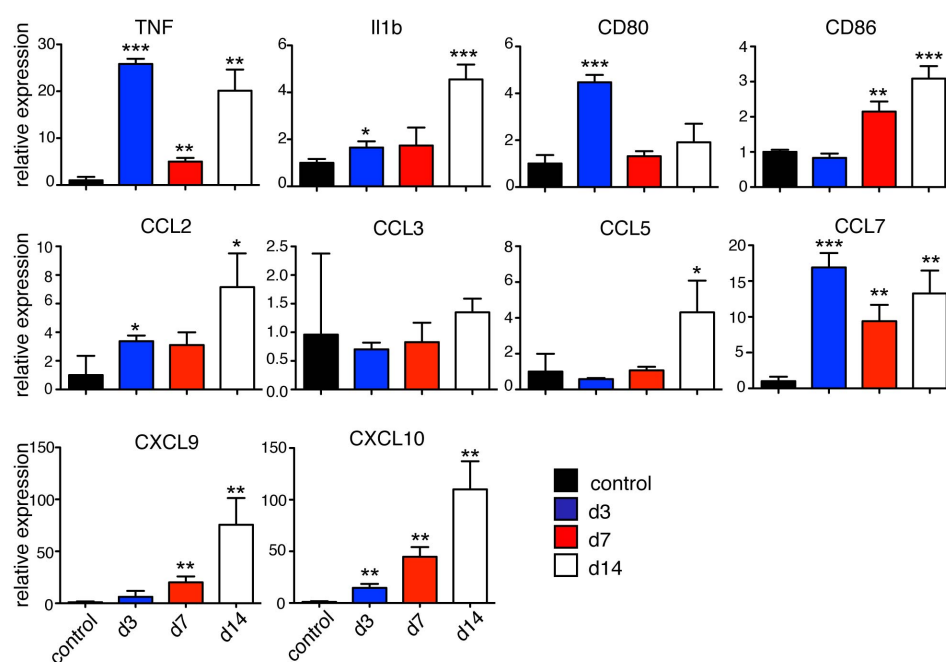 TNF Il1b CD80 CD86
relative expression
30 20 10 0
*** ** **
6 4 2 0
* ***
6 4 2 0
***
4 3 2 1 0
** ***
CCL2 CCL3 CCL5 CCL7
relative expression
10 8 6 4 2 0
* *
2.5 2.0 1.5 1.0 0.5 0.0
8 6 4 2 0
*
20 15 10 5 0
*** ** **
CXCL9 CXCL10
relative expression
150 100 50 0
** **
150 100 50 0
** ** **
control d3 d7 d14
control d3 d7 d14
control
d3
d7
d14